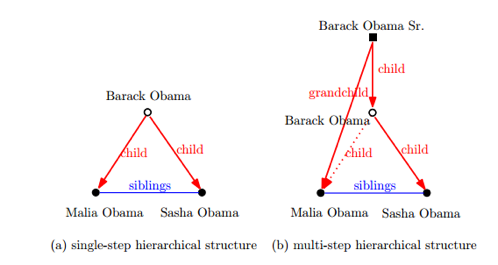 Barack Obama Sr.
child
grandchild
Barack Obama
Barack Obama
child
child
child
child
siblings
siblings
Malia Obama
Sasha Obama
Malia Obama
Sasha Obama
(a) single-step hierarchical structure
(b) multi-step hierarchical structure